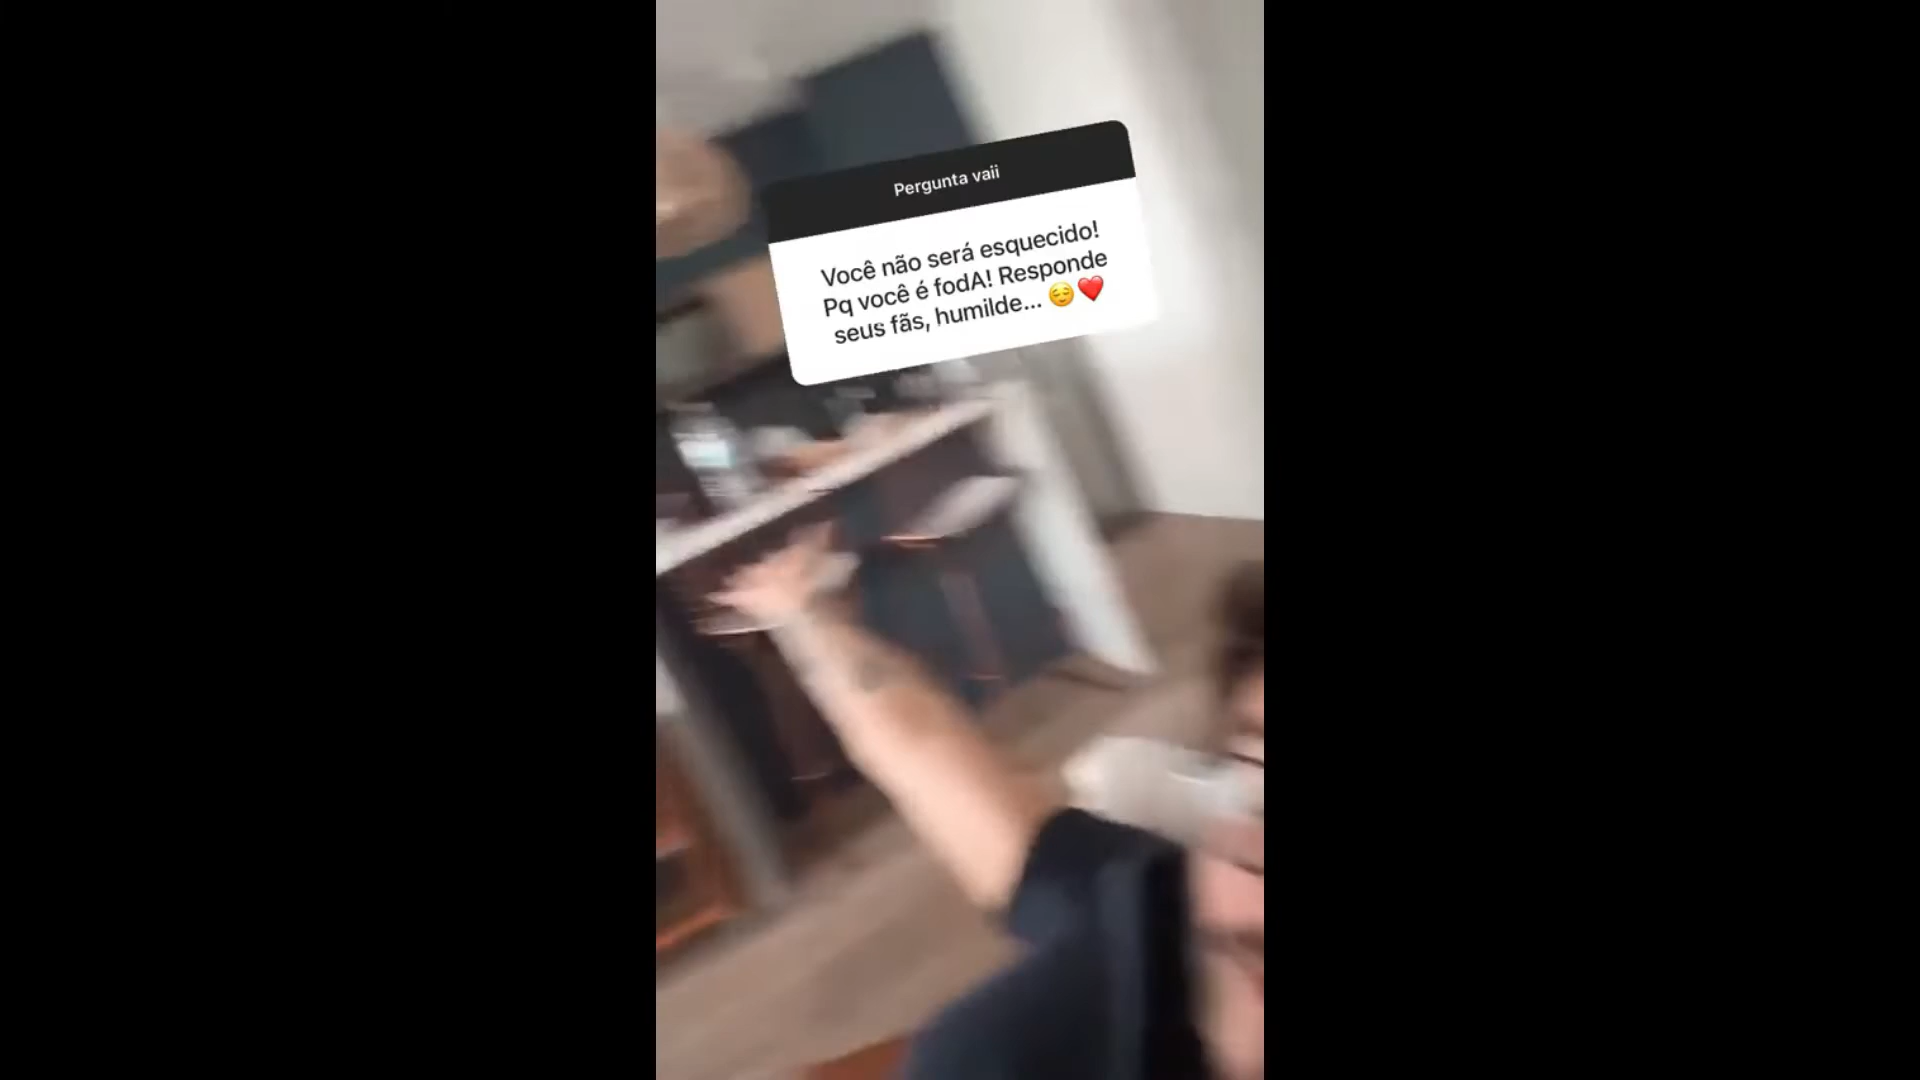 Pergunta vaii
Você não será esquecido!
Pq você é fodA! Responde
seus fãs, humilde... 😌❤️